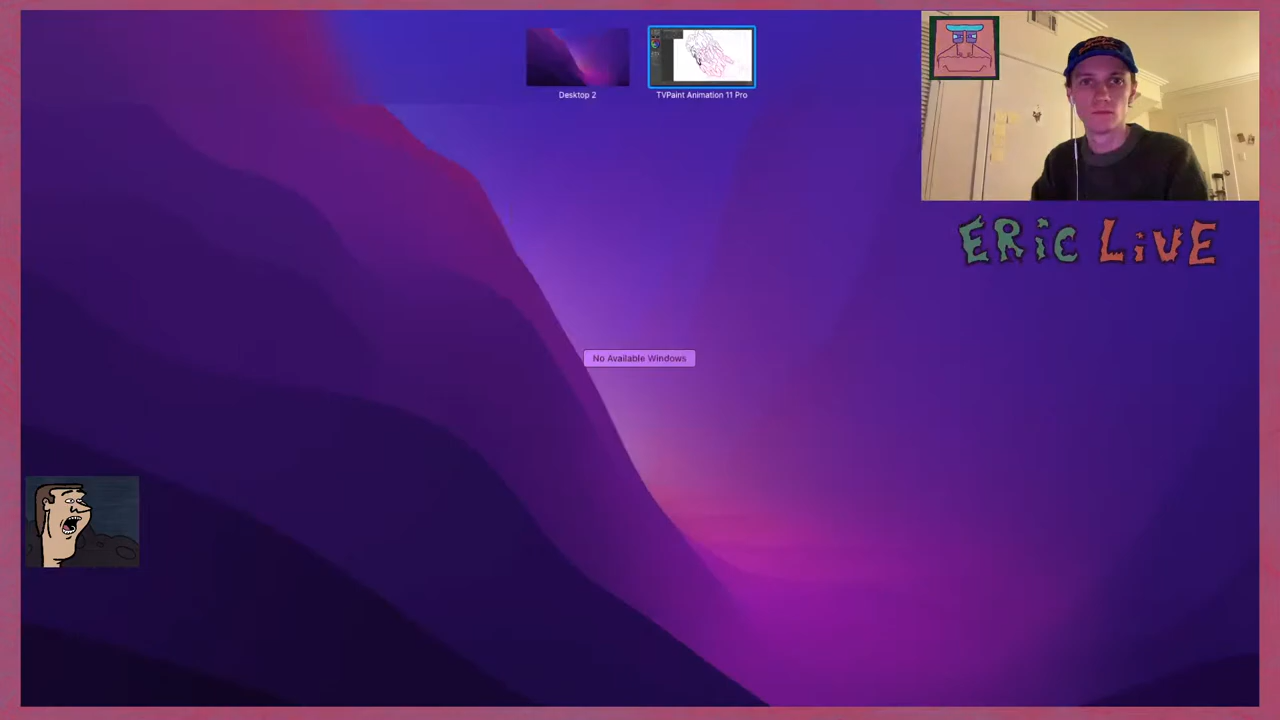 Desktop 2
TVPaint Animation 11 Pro
ERiC LiVE
No Available Windows